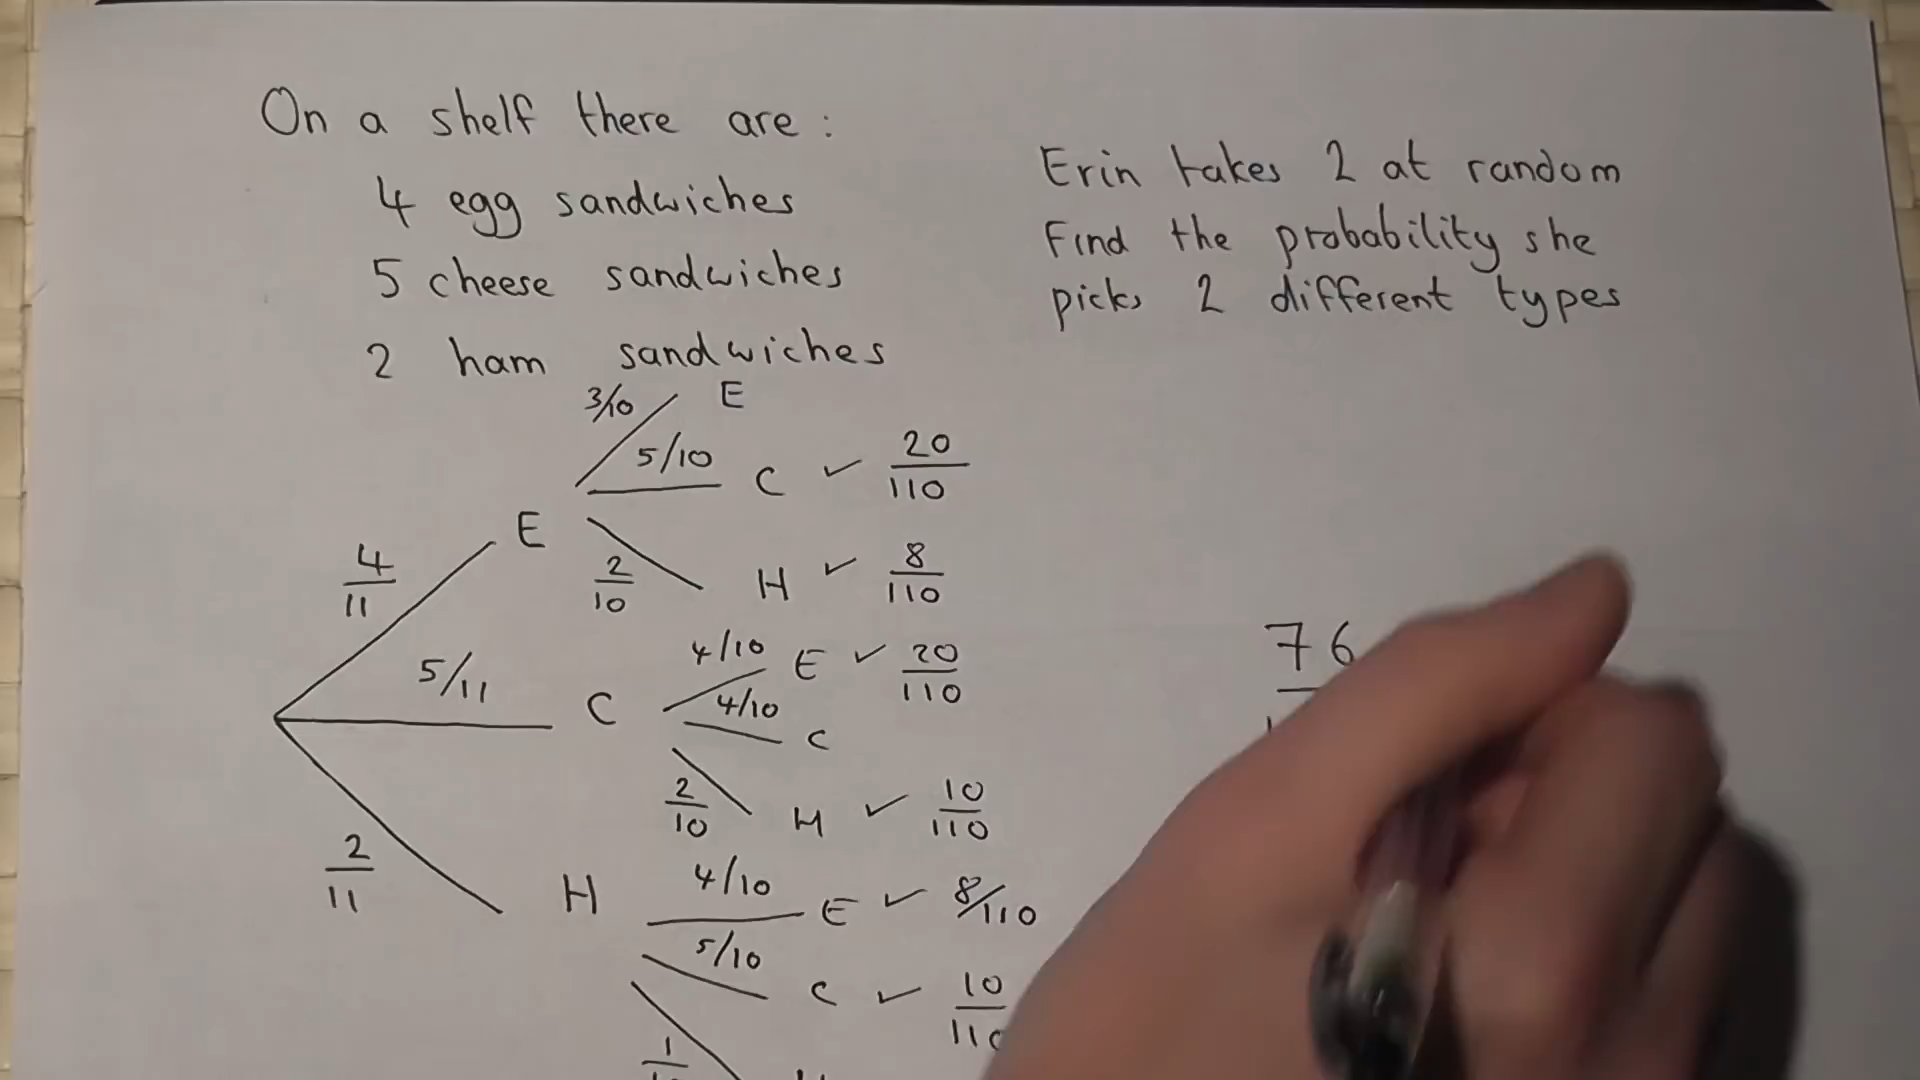 On a shelf there are :
4 egg sandwiches
5 cheese sandwiches
2 ham sandwiches
Erin takes 2 at random
Find the probability she
picks 2 different types
3/10 E
5/10 C ✓ 20/110
E
4/11
2/10 H ✓ 8/110
4/10 E ✓ 20/110
5/11 C
4/10 C
2/10 H ✓ 10/110
2/11 H
4/10 E ✓ 8/110
5/10 C ✓ 10/110
1
76